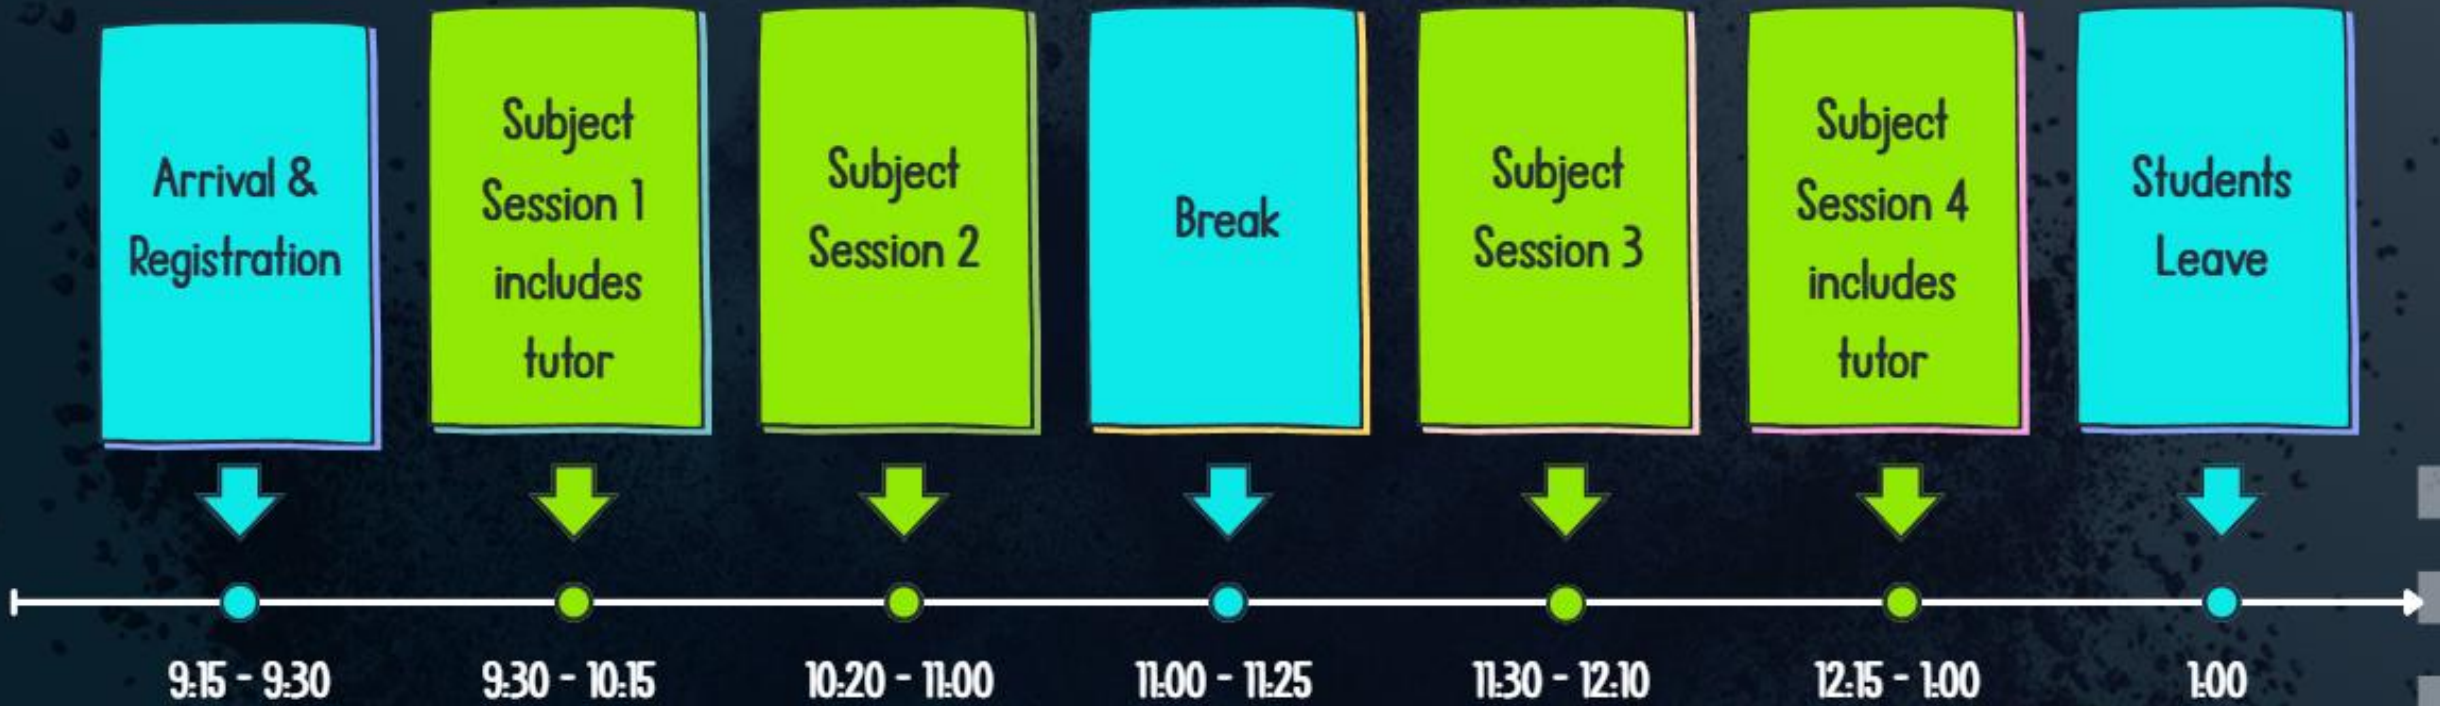 Arrival &
Registration
Subject
Session 1
includes
tutor
Subject
Session 2
Break
Subject
Session 3
Subject
Session 4
includes
tutor
Students
Leave
9:15 - 9:30
9:30 - 10:15
10:20 - 11:00
11:00 - 11:25
11:30 - 12:10
12:15 - 1:00
1:00